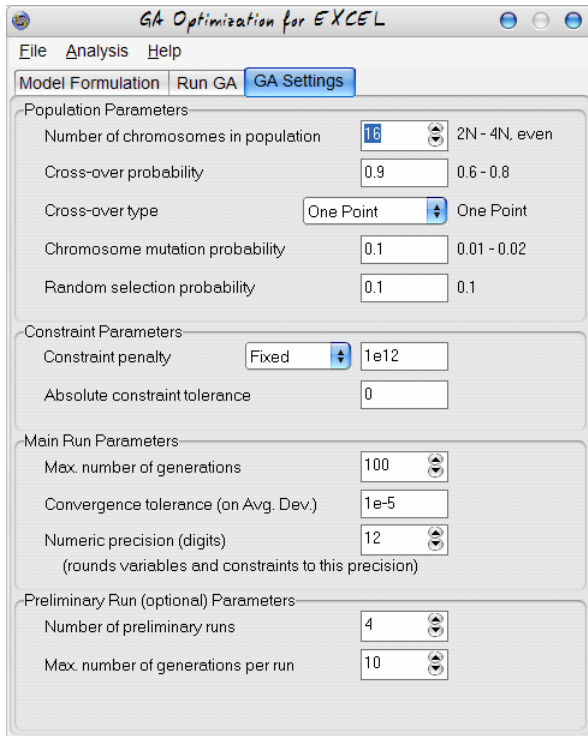 GA Optimization for EXCEL
File Analysis Help
Model Formulation Run GA GA Settings
Population Parameters
Number of chromosomes in population 16 2N - 4N, even
Cross-over probability 0.9 0.6 - 0.8
Cross-over type One Point One Point
Chromosome mutation probability 0.1 0.01 - 0.02
Random selection probability 0.1 0.1
Constraint Parameters
Constraint penalty Fixed 1e12
Absolute constraint tolerance 0
Main Run Parameters
Max. number of generations 100
Convergence tolerance (on Avg. Dev.) 1e-5
Numeric precision (digits) 12
(rounds variables and constraints to this precision)
Preliminary Run (optional) Parameters
Number of preliminary runs 4
Max. number of generations per run 10